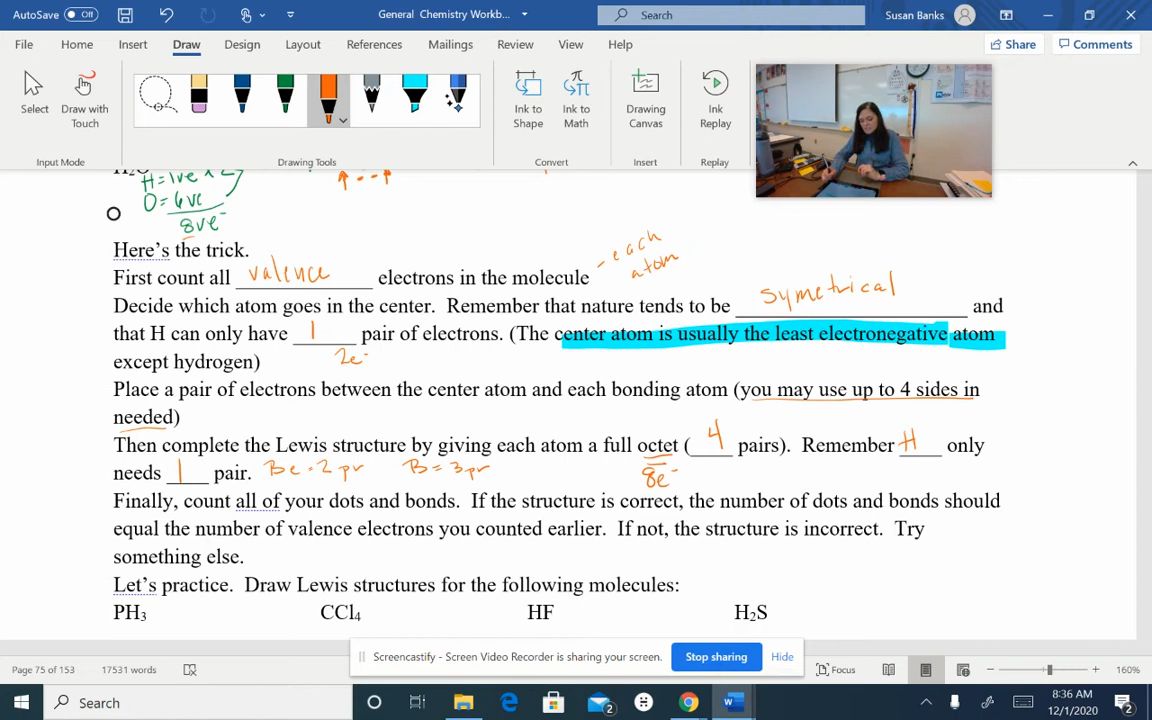 AutoSave Off General Chemistry Workb... Search Susan Banks
File Home Insert Draw Design Layout References Mailings Review View Help Share Comments
Select Draw with Touch Ink to Shape Ink to Math Drawing Canvas Ink Replay
Input Mode Drawing Tools Convert Insert Replay
H = 1ve x 2
O = 6ve
8ve-
Here's the trick.
First count all valence electrons in the molecule - each atom
Decide which atom goes in the center. Remember that nature tends to be symetrical and
that H can only have 1 pair of electrons. (The center atom is usually the least electronegative atom
except hydrogen) 2e-
Place a pair of electrons between the center atom and each bonding atom (you may use up to 4 sides in
needed)
Then complete the Lewis structure by giving each atom a full octet ( 4 pairs). Remember H only
needs 1 pair. Be = 2 pr B = 3 pr 8e-
Finally, count all of your dots and bonds. If the structure is correct, the number of dots and bonds should
equal the number of valence electrons you counted earlier. If not, the structure is incorrect. Try
something else.
Let's practice. Draw Lewis structures for the following molecules:
PH3 CCl4 HF H2S
Screencastify - Screen Video Recorder is sharing your screen. Stop sharing Hide
Page 75 of 153 17531 words Focus 160%
Search 2 8:36 AM
12/1/2020 2